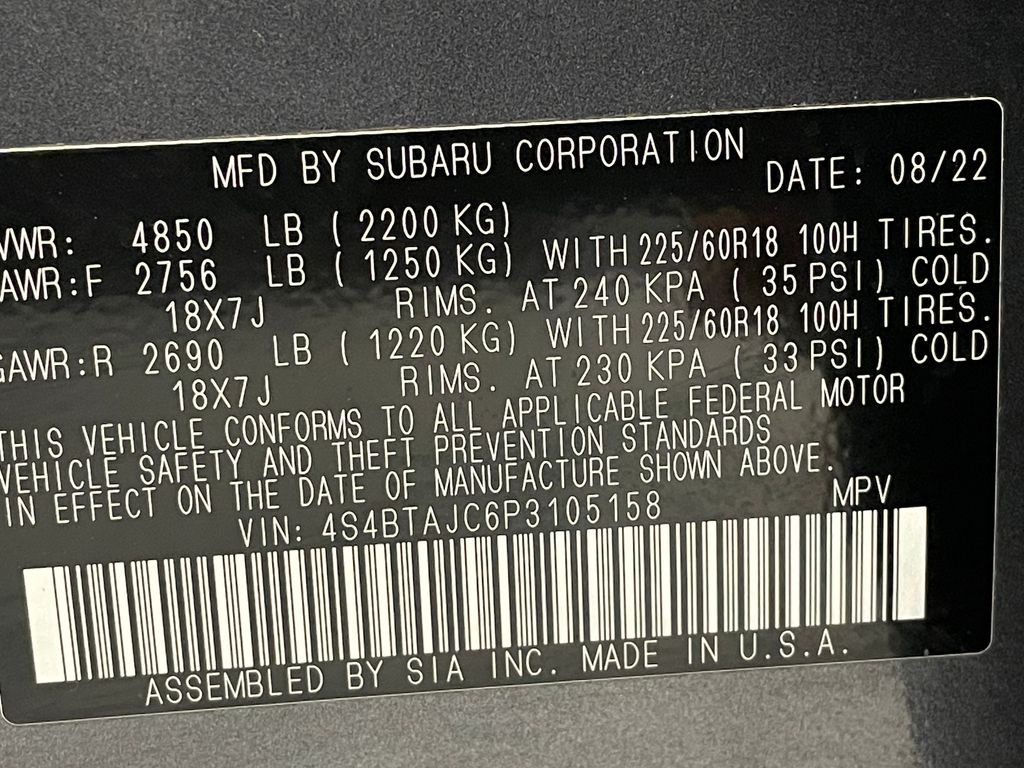 MFD BY SUBARU CORPORATION DATE: 08/22
VWR: 4850 LB ( 2200 KG)
AWR:F 2756 LB ( 1250 KG) WITH 225/60R18 100H TIRES.
18X7J RIMS. AT 240 KPA ( 35 PSI) COLD
GAWR:R 2690 LB ( 1220 KG) WITH 225/60R18 100H TIRES.
18X7J RIMS. AT 230 KPA ( 33 PSI) COLD
THIS VEHICLE CONFORMS TO ALL APPLICABLE FEDERAL MOTOR
VEHICLE SAFETY AND THEFT PREVENTION STANDARDS
IN EFFECT ON THE DATE OF MANUFACTURE SHOWN ABOVE.
VIN: 4S4BTAJC6P3105158 MPV
ASSEMBLED BY SIA INC. MADE IN U.S.A.